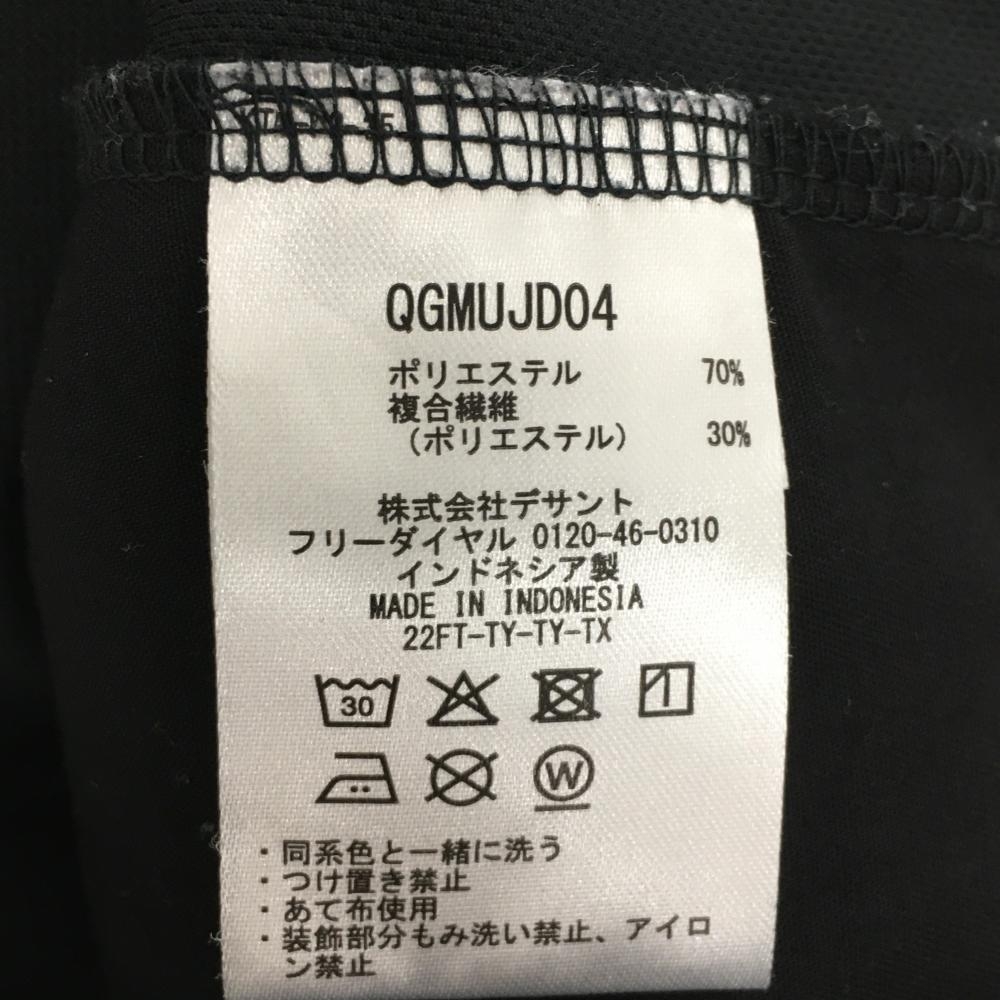 QGMUJD04
ポリエステル 70%
複合繊維
（ポリエステル） 30%
株式会社デサント
フリーダイヤル 0120-46-0310
インドネシア製
MADE IN INDONESIA
22FT-TY-TY-TX
30
W
・同系色と一緒に洗う
・つけ置き禁止
・あて布使用
・装飾部分もみ洗い禁止、アイロ
ン禁止